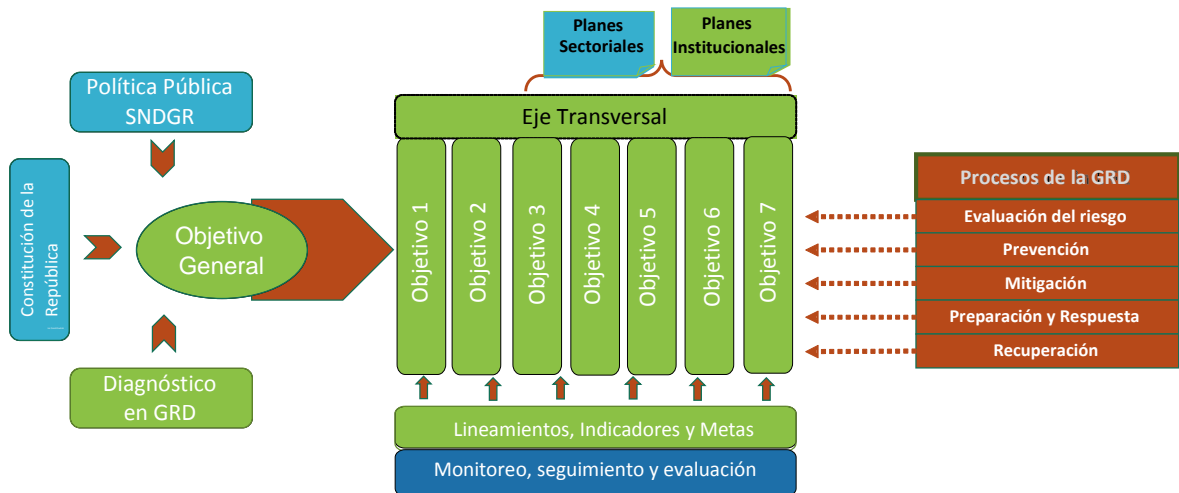 Planes
Sectoriales
Planes
Institucionales
Política Pública
SNDGR
Constitución de la
República
Objetivo
General
Diagnóstico
en GRD
Eje Transversal
Objetivo 1
Objetivo 2
Objetivo 3
Objetivo 4
Objetivo 5
Objetivo 6
Objetivo 7
Lineamientos, Indicadores y Metas
Monitoreo, seguimiento y evaluación
Procesos de la GRD
Evaluación del riesgo
Prevención
Mitigación
Preparación y Respuesta
Recuperación